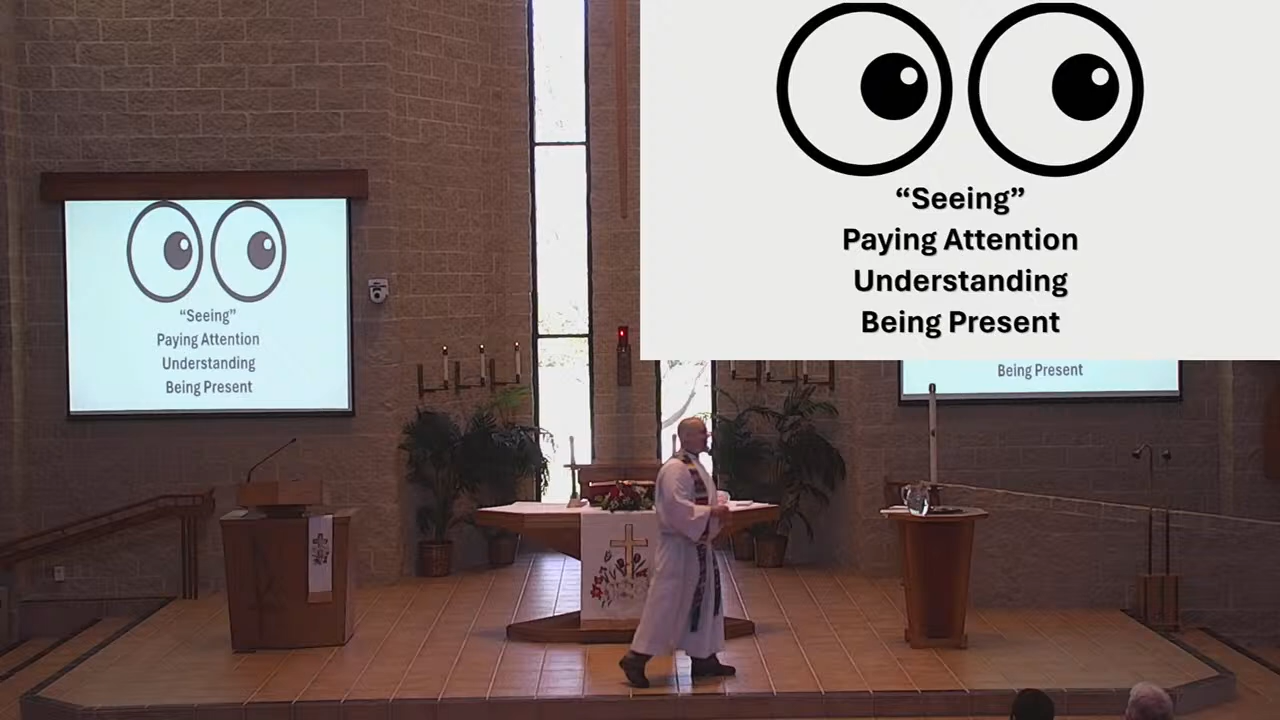 “Seeing”
Paying Attention
Understanding
Being Present
“Seeing”
Paying Attention
Understanding
Being Present
Being Present